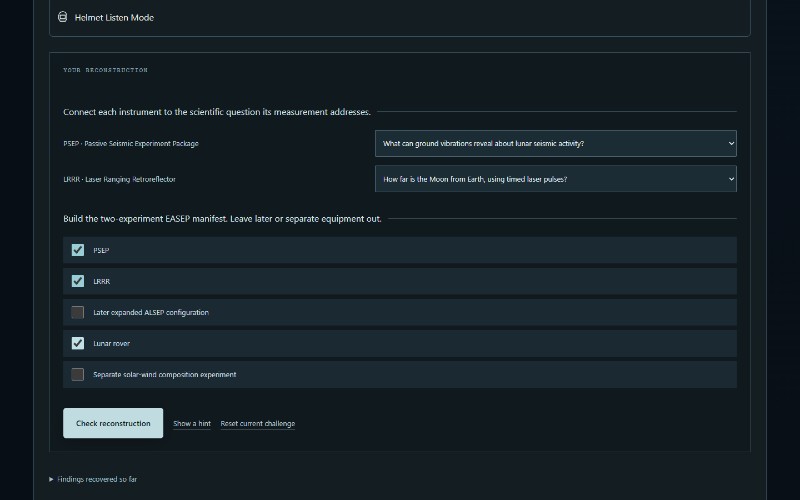 Helmet Listen Mode
YOUR RECONSTRUCTION
Connect each instrument to the scientific question its measurement addresses.
PSEP · Passive Seismic Experiment Package
What can ground vibrations reveal about lunar seismic activity?
LRRR · Laser Ranging Retroreflector
How far is the Moon from Earth, using timed laser pulses?
Build the two-experiment EASEP manifest. Leave later or separate equipment out.
PSEP
LRRR
Later expanded ALSEP configuration
Lunar rover
Separate solar-wind composition experiment
Check reconstruction Show a hint Reset current challenge
Findings recovered so far